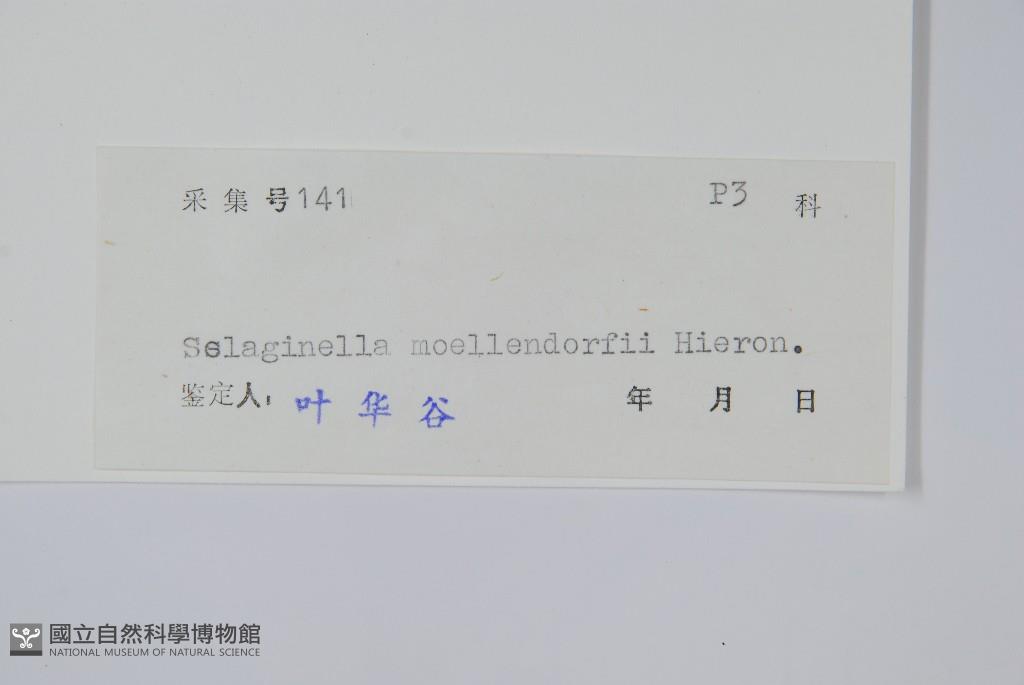 采集号141 P3 科
Selaginella moellendorfii Hieron.
鉴定人: 叶华谷 年 月 日
國立自然科學博物館
NATIONAL MUSEUM OF NATURAL SCIENCE